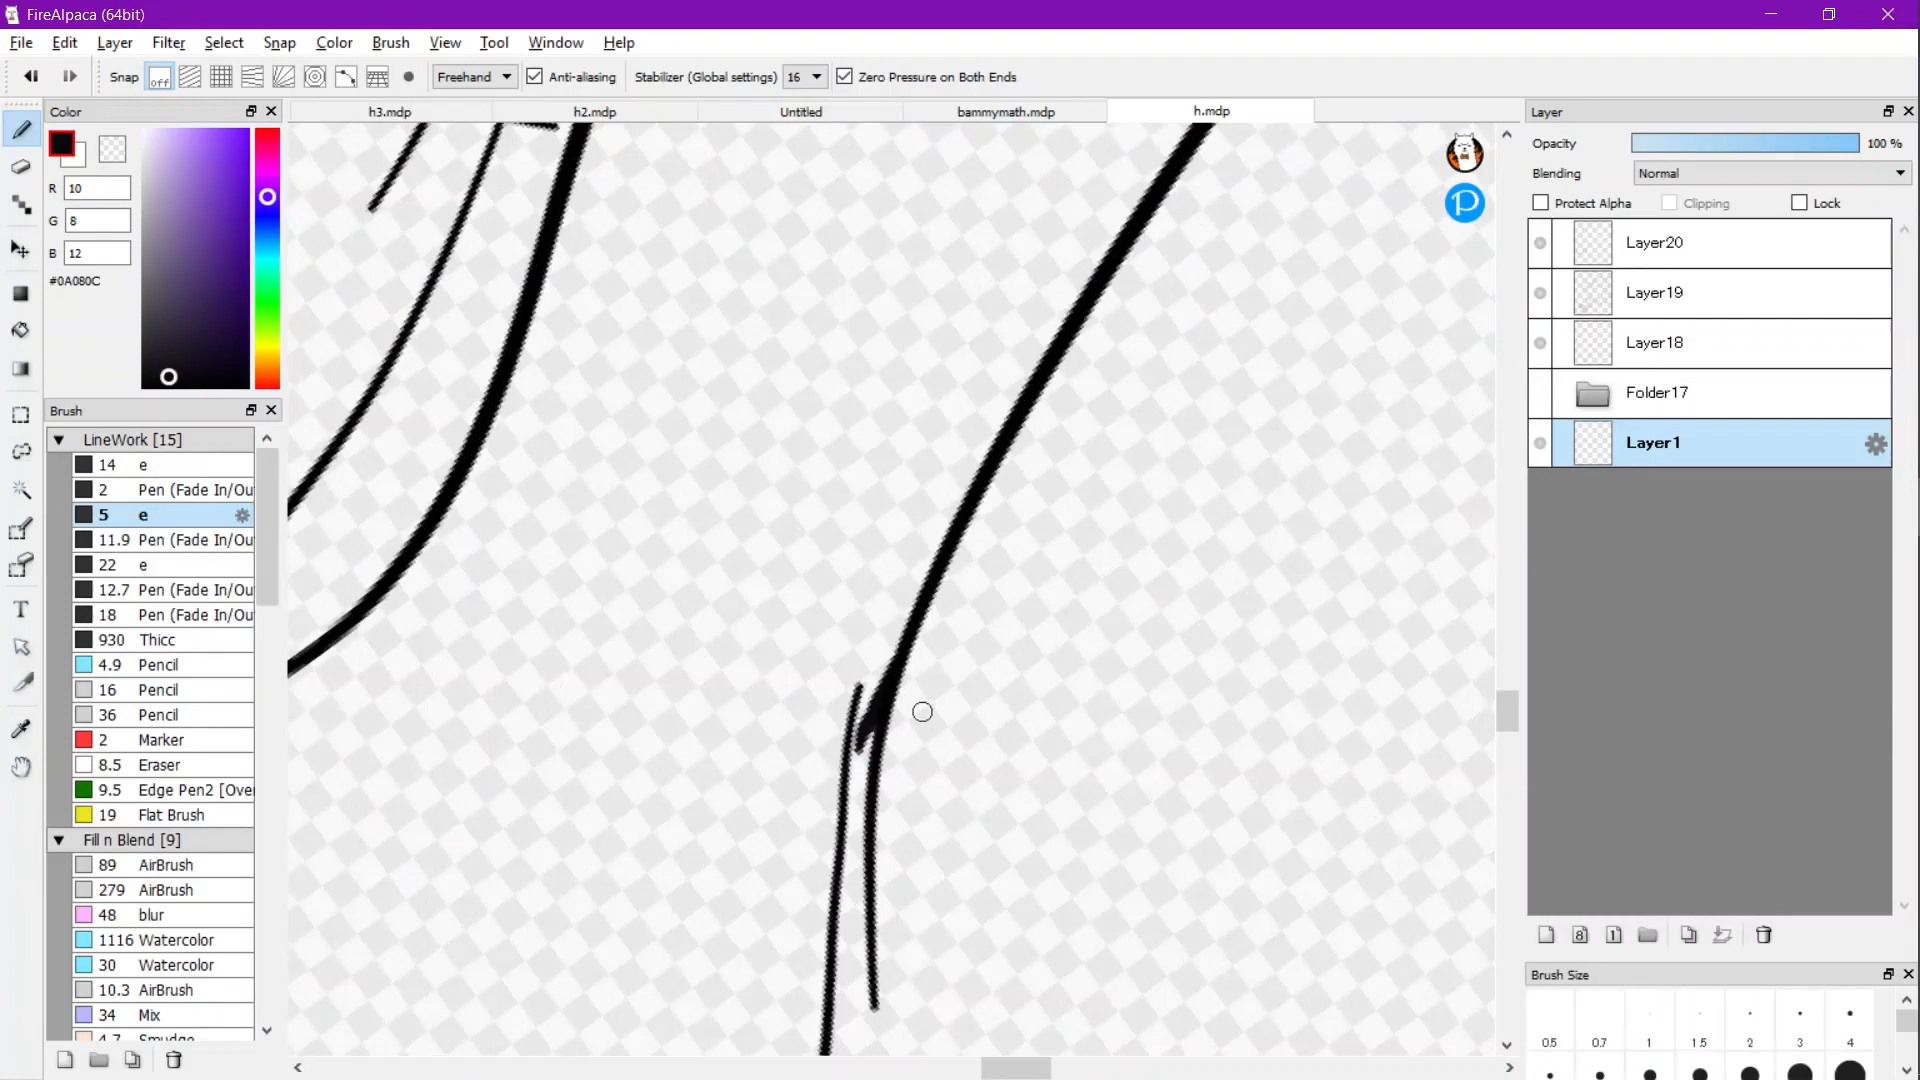 FireAlpaca (64bit)
File Edit Layer Filter Select Snap Color Brush View Tool Window Help
Snap off Freehand Anti-aliasing Stabilizer (Global settings) 16 Zero Pressure on Both Ends
Color
h3.mdp h2.mdp Untitled bammymath.mdp h.mdp
R 10
G 8
B 12
#0A080C
Brush
LineWork [15]
14 e
2 Pen (Fade In/Ou
5 e
11.9 Pen (Fade In/Ou
22 e
12.7 Pen (Fade In/Ou
18 Pen (Fade In/Ou
930 Thicc
4.9 Pencil
16 Pencil
36 Pencil
2 Marker
8.5 Eraser
9.5 Edge Pen2 [Ove
19 Flat Brush
Fill n Blend [9]
89 AirBrush
279 AirBrush
48 blur
1116 Watercolor
30 Watercolor
10.3 AirBrush
34 Mix
4.7 Smudge
T
P
Layer
Opacity 100 %
Blending Normal
Protect Alpha Clipping Lock
Layer20
Layer19
Layer18
Folder17
Layer1
8 1
Brush Size
0.5 0.7 1 1.5 2 3 4